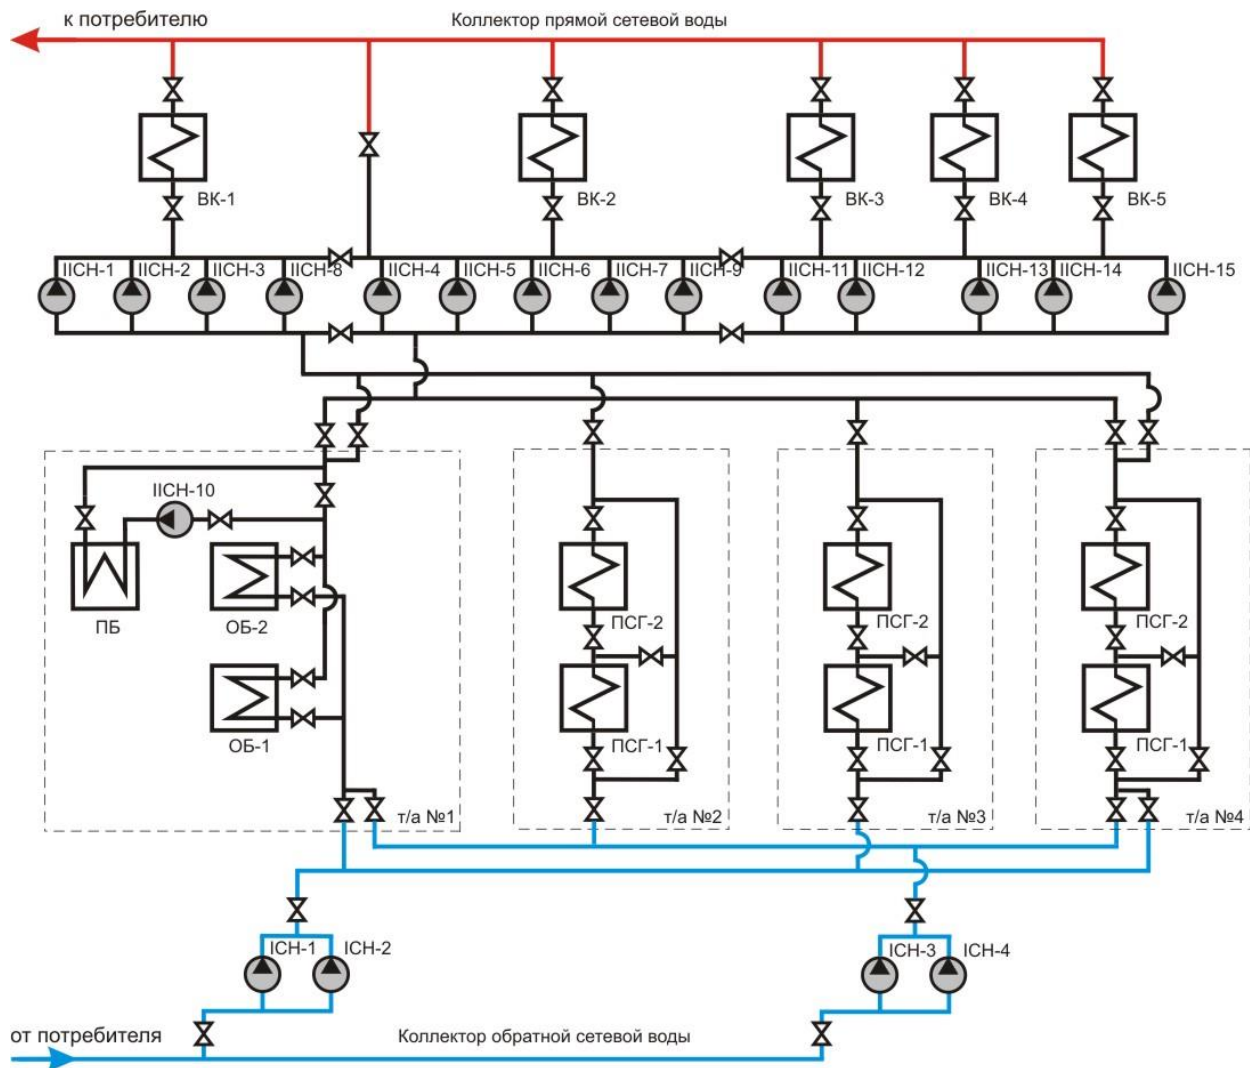 к потребителю
Коллектор прямой сетевой воды
ВК-1
ВК-2
ВК-3
ВК-4
ВК-5
IIСН-1
IIСН-2
IIСН-3
IIСН-8
IIСН-4
IIСН-5
IIСН-6
IIСН-7
IIСН-9
IIСН-11
IIСН-12
IIСН-13
IIСН-14
IIСН-15
IIСН-10
ПБ
ОБ-2
ОБ-1
т/а №1
ПСГ-2
ПСГ-1
т/а №2
ПСГ-2
ПСГ-1
т/а №3
ПСГ-2
ПСГ-1
т/а №4
IСН-1
IСН-2
IСН-3
IСН-4
от потребителя
Коллектор обратной сетевой воды